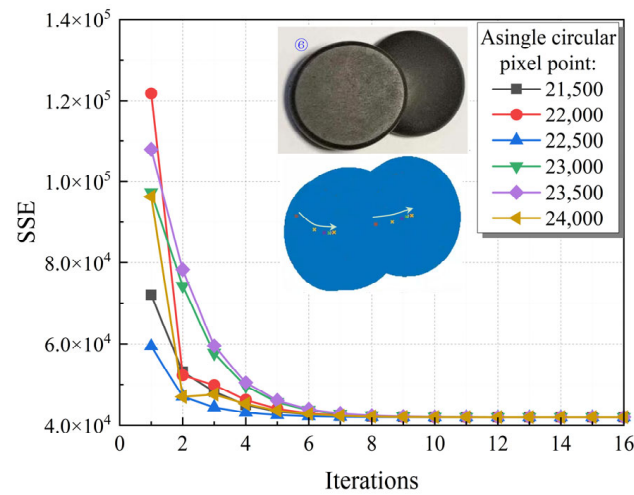 1.4×10⁵
1.2×10⁵
1.0×10⁵
8.0×10⁴
6.0×10⁴
4.0×10⁴
SSE
0 2 4 6 8 10 12 14 16
Iterations
⑥
Asingle circular
pixel point:
21,500
22,000
22,500
23,000
23,500
24,000